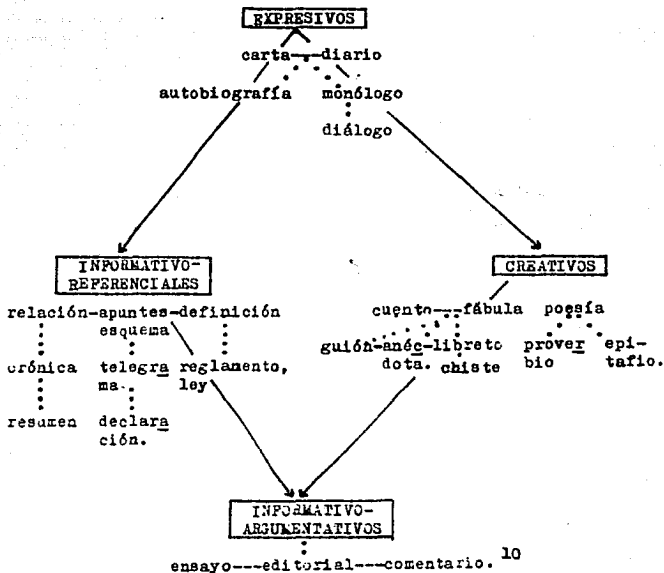 EXPRESIVOS
carta---diario
autobiografía monólogo
diálogo
INFORMATIVO-
REFERENCIALES
CREATIVOS
relación-apuntes-definición
esquema
crónica telegra reglamento,
ma. ley
resumen declara
ción.
cuento---fábula poesía
guión-anéc-libreto prover epi-
dota. chiste bio tafio.
INFORMATIVO-
ARGUMENTATIVOS
ensayo---editorial---comentario. 10